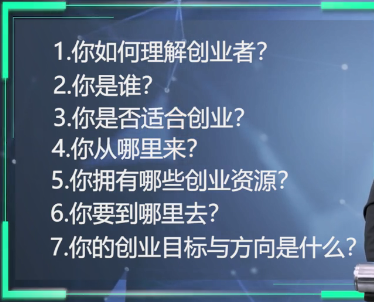 1.你如何理解创业者?
2.你是谁?
3.你是否适合创业?
4.你从哪里来?
5.你拥有哪些创业资源?
6.你要到哪里去?
7.你的创业目标与方向是什么?